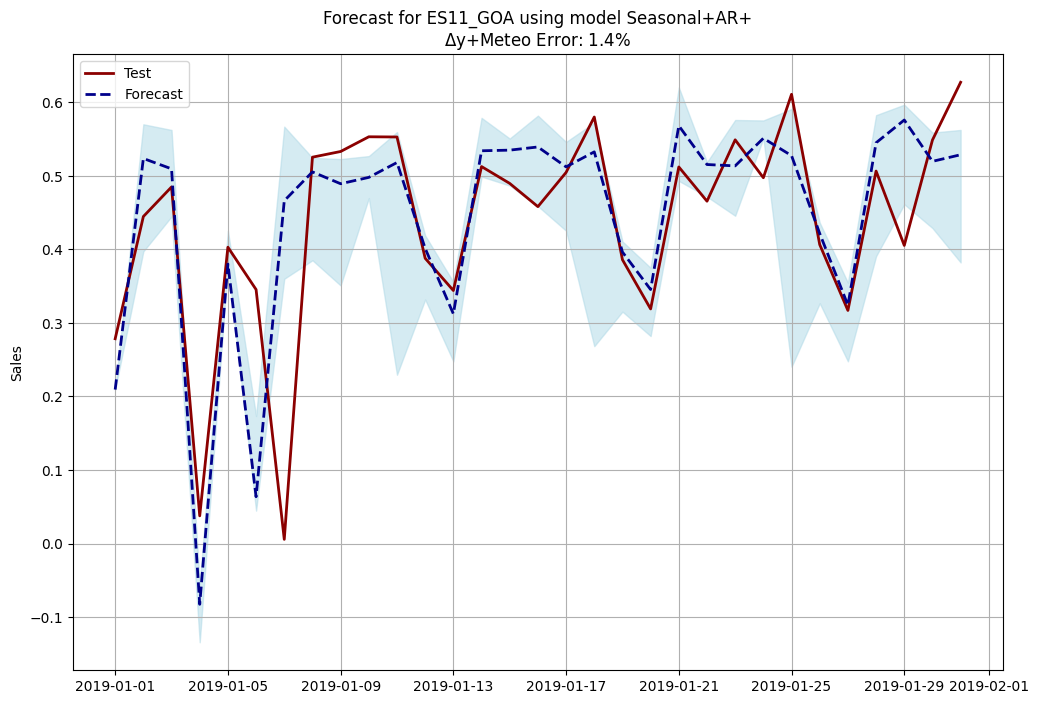 Forecast for ES11_GOA using model Seasonal+AR+
Δy+Meteo Error: 1.4%
Test
Forecast
0.6
0.5
0.4
0.3
0.2
0.1
0.0
−0.1
Sales
2019-01-01 2019-01-05 2019-01-09 2019-01-13 2019-01-17 2019-01-21 2019-01-25 2019-01-29 2019-02-01